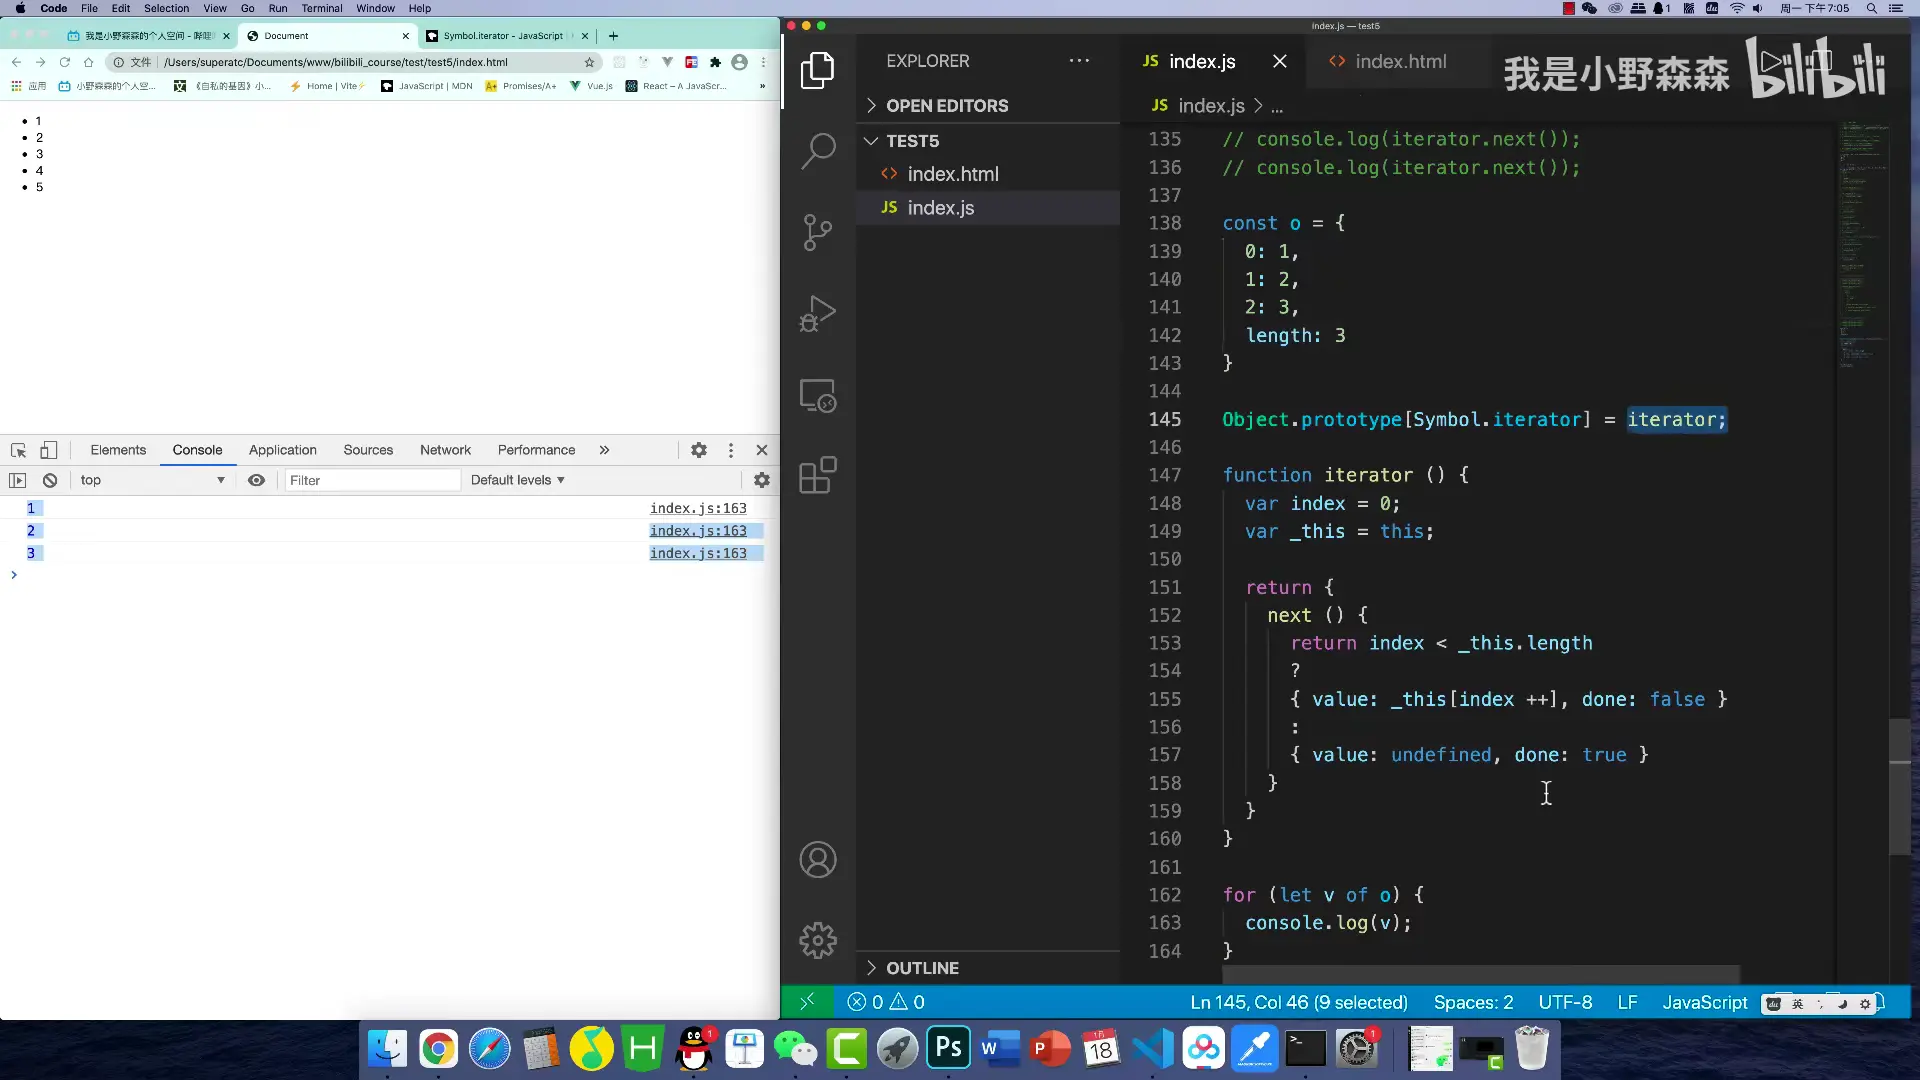 Code File Edit Selection View Go Run Terminal Window Help
1 周一 下午7:05
我是小野森森的个人空间 - 哔哩
Document
Symbol.iterator - JavaScript
文件 /Users/superatc/Documents/www/bilibili_course/test/test5/index.html
应用 小野森森的个人空... 《自私的基因》小... Home | Vite JavaScript | MDN Promises/A+ Vue.js React – A JavaScr... »
1
2
3
4
5
Elements Console Application Sources Network Performance »
top Filter Default levels
1 index.js:163
2 index.js:163
3 index.js:163
index.js — test5
EXPLORER
OPEN EDITORS
TEST5
index.html
JS index.js
OUTLINE
JS index.js
index.html
我是小野森森 bilibili
JS index.js > ...
135 // console.log(iterator.next());
136 // console.log(iterator.next());
137
138 const o = {
139 0: 1,
140 1: 2,
141 2: 3,
142 length: 3
143 }
144
145 Object.prototype[Symbol.iterator] = iterator;
146
147 function iterator () {
148 var index = 0;
149 var _this = this;
150
151 return {
152 next () {
153 return index < _this.length
154 ?
155 { value: _this[index ++], done: false }
156 :
157 { value: undefined, done: true }
158 }
159 }
160 }
161
162 for (let v of o) {
163 console.log(v);
164 }
0 0 Ln 145, Col 46 (9 selected) Spaces: 2 UTF-8 LF JavaScript 英
H 1 C Ps W P 1月 18 1